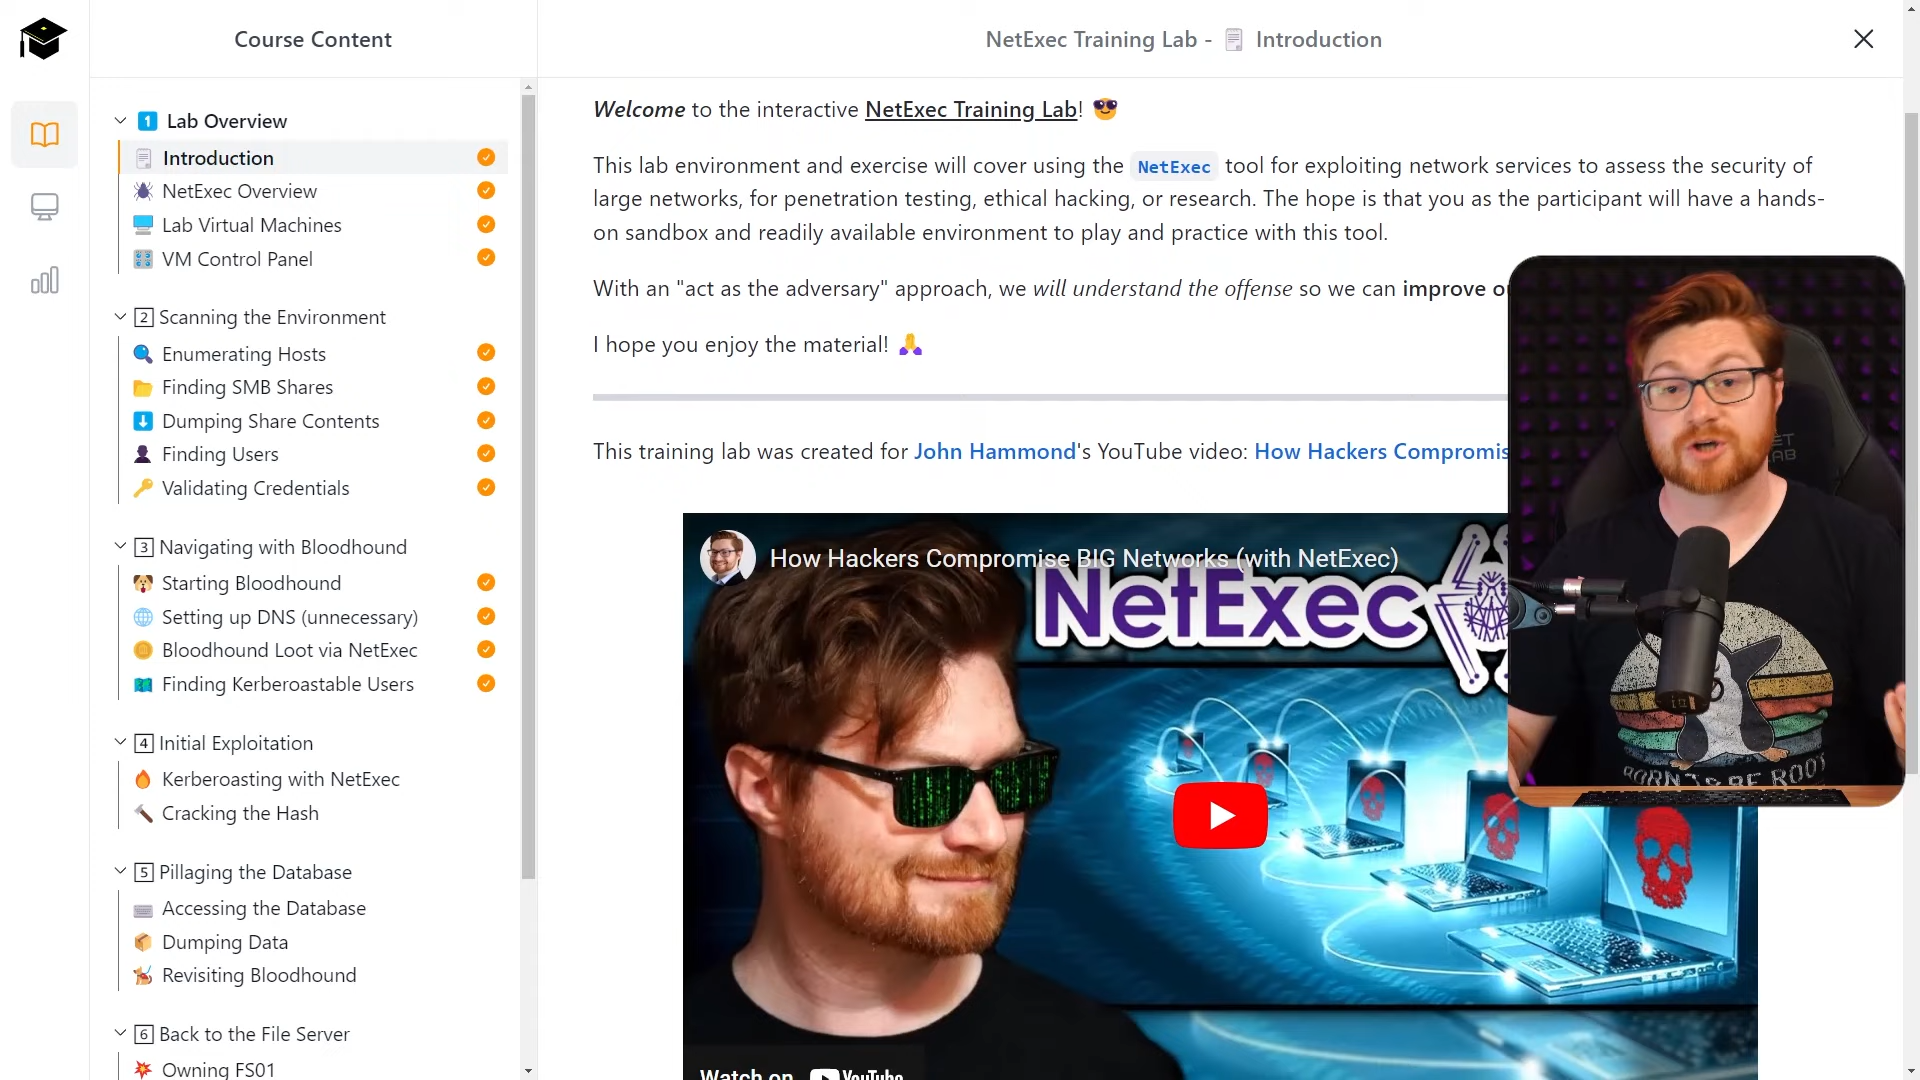 Course Content
NetExec Training Lab - Introduction
1 Lab Overview
Introduction
NetExec Overview
Lab Virtual Machines
VM Control Panel
2 Scanning the Environment
Enumerating Hosts
Finding SMB Shares
Dumping Share Contents
Finding Users
Validating Credentials
3 Navigating with Bloodhound
Starting Bloodhound
Setting up DNS (unnecessary)
Bloodhound Loot via NetExec
Finding Kerberoastable Users
4 Initial Exploitation
Kerberoasting with NetExec
Cracking the Hash
5 Pillaging the Database
Accessing the Database
Dumping Data
Revisiting Bloodhound
6 Back to the File Server
Owning FS01
Welcome to the interactive NetExec Training Lab!
This lab environment and exercise will cover using the NetExec tool for exploiting network services to assess the security of
large networks, for penetration testing, ethical hacking, or research. The hope is that you as the participant will have a hands-
on sandbox and readily available environment to play and practice with this tool.
With an "act as the adversary" approach, we will understand the offense so we can improve
I hope you enjoy the material!
This training lab was created for John Hammond's YouTube video: How Hackers Compromis
How Hackers Compromise BIG Networks (with NetExec)
NetExec
Watch on YouTube
BORN TO BE ROOT